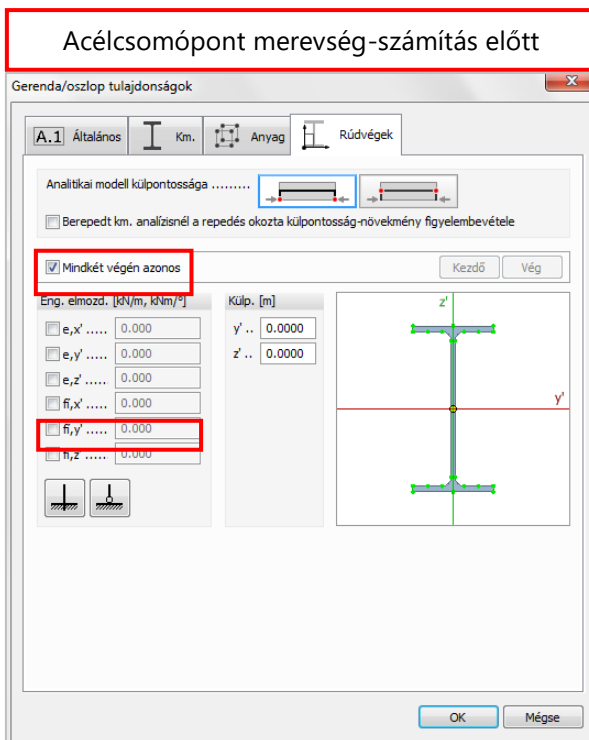 Acélcsomópont merevség-számítás előtt
Gerenda/oszlop tulajdonságok
A.1 Általános Km. Anyag Rúdvégek
Analitikai modell külpontossága .........
Berepedt km. analízisnél a repedés okozta külpontosság-növekmény figyelembevétele
Mindkét végén azonos Kezdő Vég
Eng. elmozd. [kN/m, kNm/°] Külp. [m]
e,x' ..... 0.000 y' .. 0.0000
e,y' ..... 0.000 z' .. 0.0000
e,z' ..... 0.000
fi,x' ..... 0.000
fi,y' ..... 0.000
fi,z' ..... 0.000
z'
y'
OK Mégse